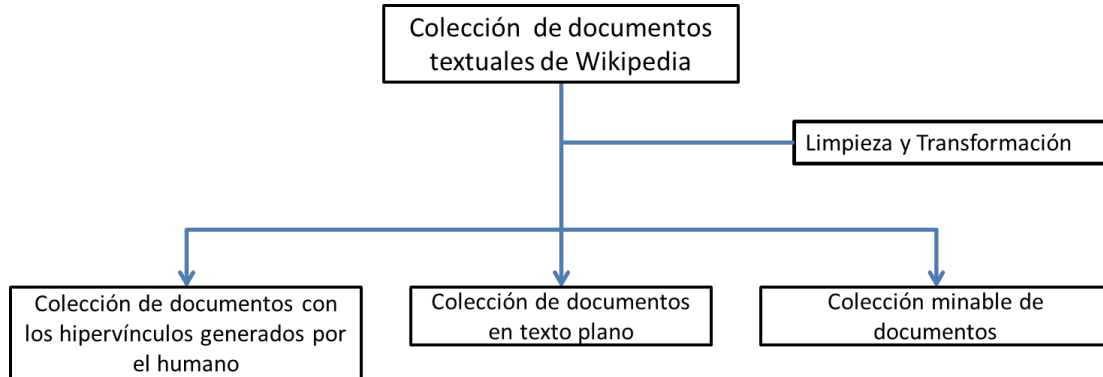 Colección de documentos
textuales de Wikipedia
Limpieza y Transformación
Colección de documentos con
los hipervínculos generados por
el humano
Colección de documentos
en texto plano
Colección minable de
documentos